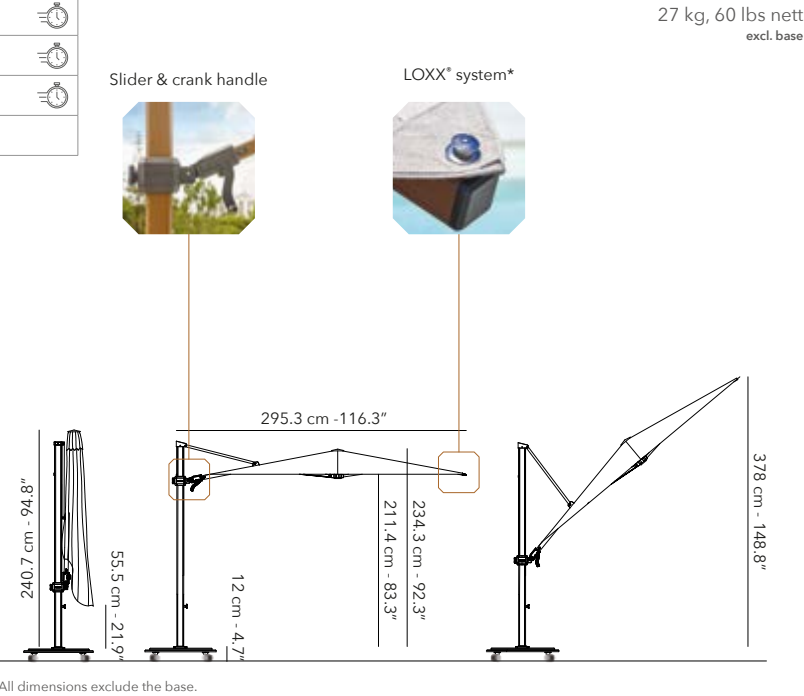 27 kg, 60 lbs nett
excl. base
Slider & crank handle
LOXX® system*
295.3 cm -116.3”
240.7 cm - 94.8”
55.5 cm - 21.9”
12 cm - 4.7”
211.4 cm - 83.3”
234.3 cm - 92.3”
378 cm - 148.8”
All dimensions exclude the base.